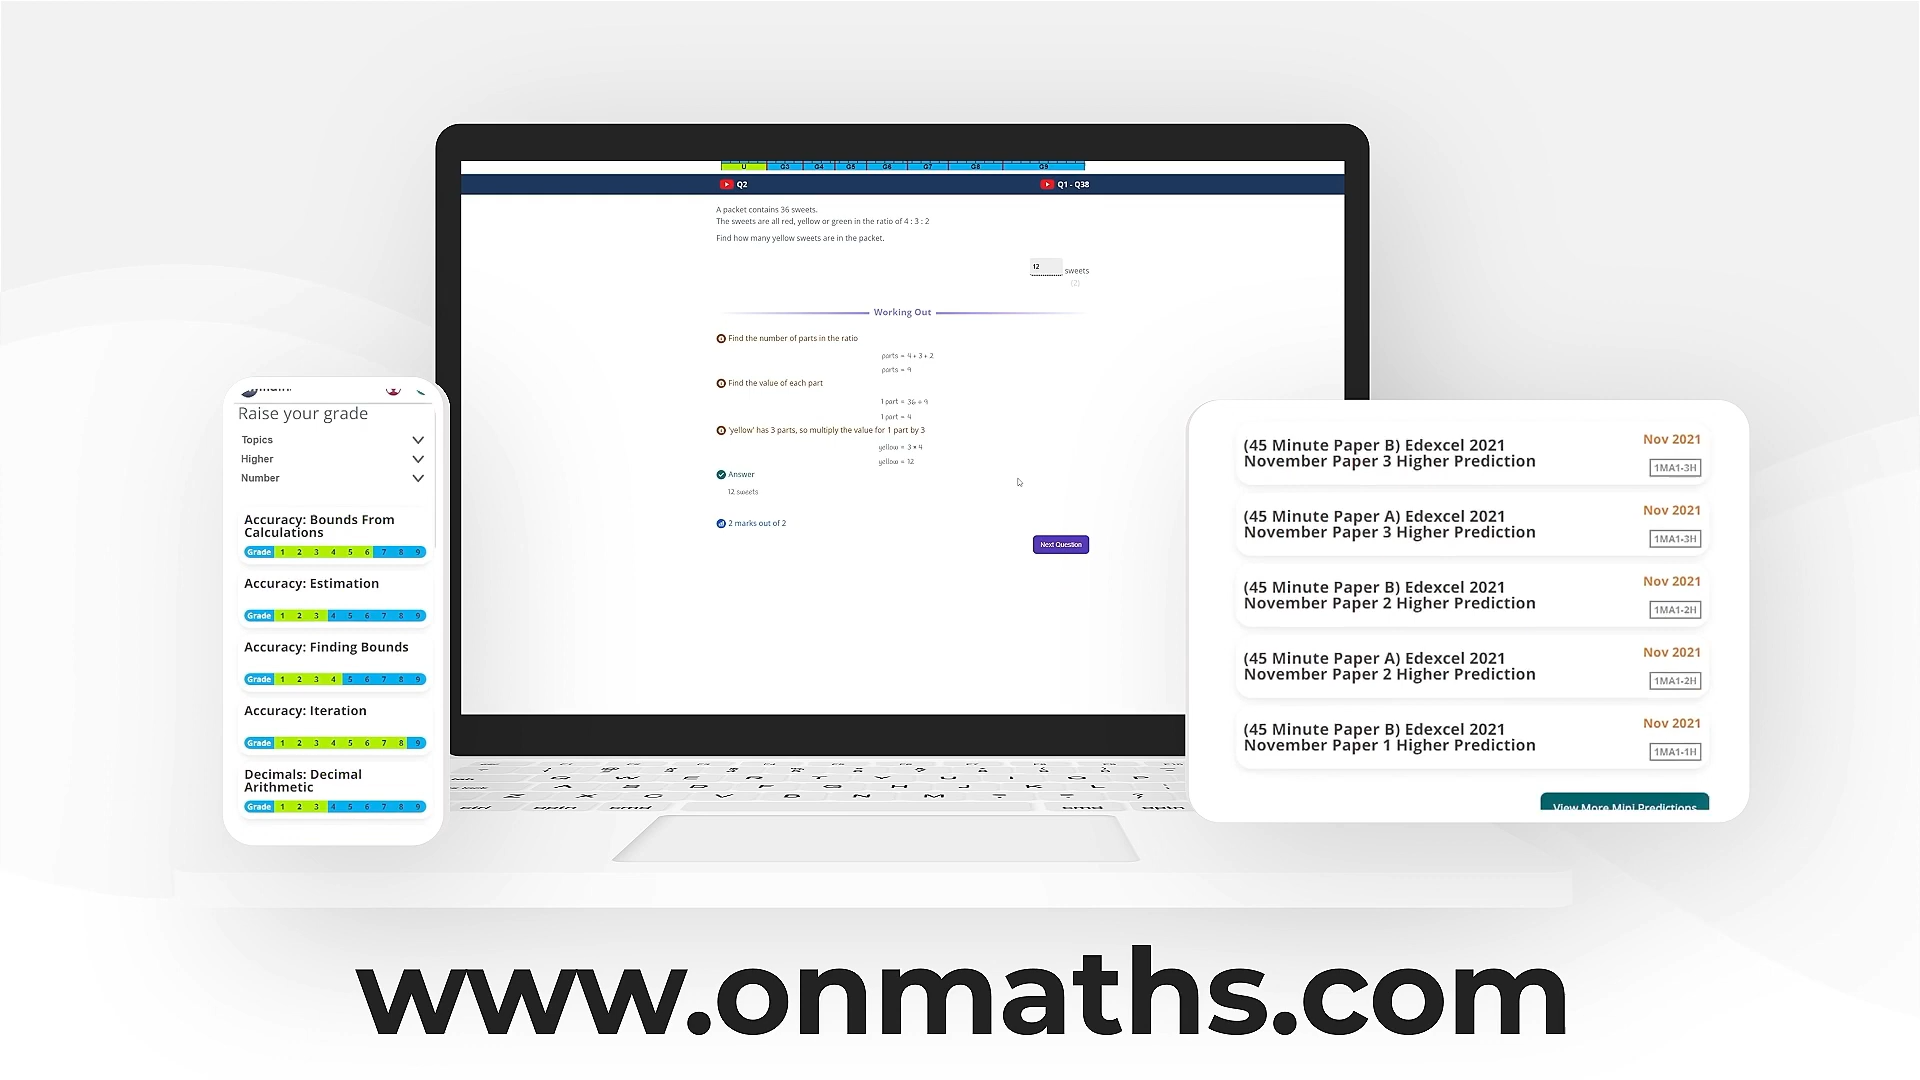 U G3 G4 G5 G6 G7 G8 G9
Q2
Q1 - Q38
A packet contains 36 sweets.
The sweets are all red, yellow or green in the ratio of 4 : 3 : 2
Find how many yellow sweets are in the packet.
12 sweets
(2)
Working Out
Find the number of parts in the ratio
parts = 4 + 3 + 2
parts = 9
Find the value of each part
1 part = 36 ÷ 9
1 part = 4
'yellow' has 3 parts, so multiply the value for 1 part by 3
yellow = 3 × 4
yellow = 12
Answer
12 sweets
2 marks out of 2
Next Question
Raise your grade
Topics
Higher
Number
Accuracy: Bounds From
Calculations
Grade 1 2 3 4 5 6 7 8 9
Accuracy: Estimation
Grade 1 2 3 4 5 6 7 8 9
Accuracy: Finding Bounds
Grade 1 2 3 4 5 6 7 8 9
Accuracy: Iteration
Grade 1 2 3 4 5 6 7 8 9
Decimals: Decimal
Arithmetic
Grade 1 2 3 4 5 6 7 8 9
(45 Minute Paper B) Edexcel 2021
November Paper 3 Higher Prediction
Nov 2021
1MA1-3H
(45 Minute Paper A) Edexcel 2021
November Paper 3 Higher Prediction
Nov 2021
1MA1-3H
(45 Minute Paper B) Edexcel 2021
November Paper 2 Higher Prediction
Nov 2021
1MA1-2H
(45 Minute Paper A) Edexcel 2021
November Paper 2 Higher Prediction
Nov 2021
1MA1-2H
(45 Minute Paper B) Edexcel 2021
November Paper 1 Higher Prediction
Nov 2021
1MA1-1H
View More Mini Predictions
www.onmaths.com